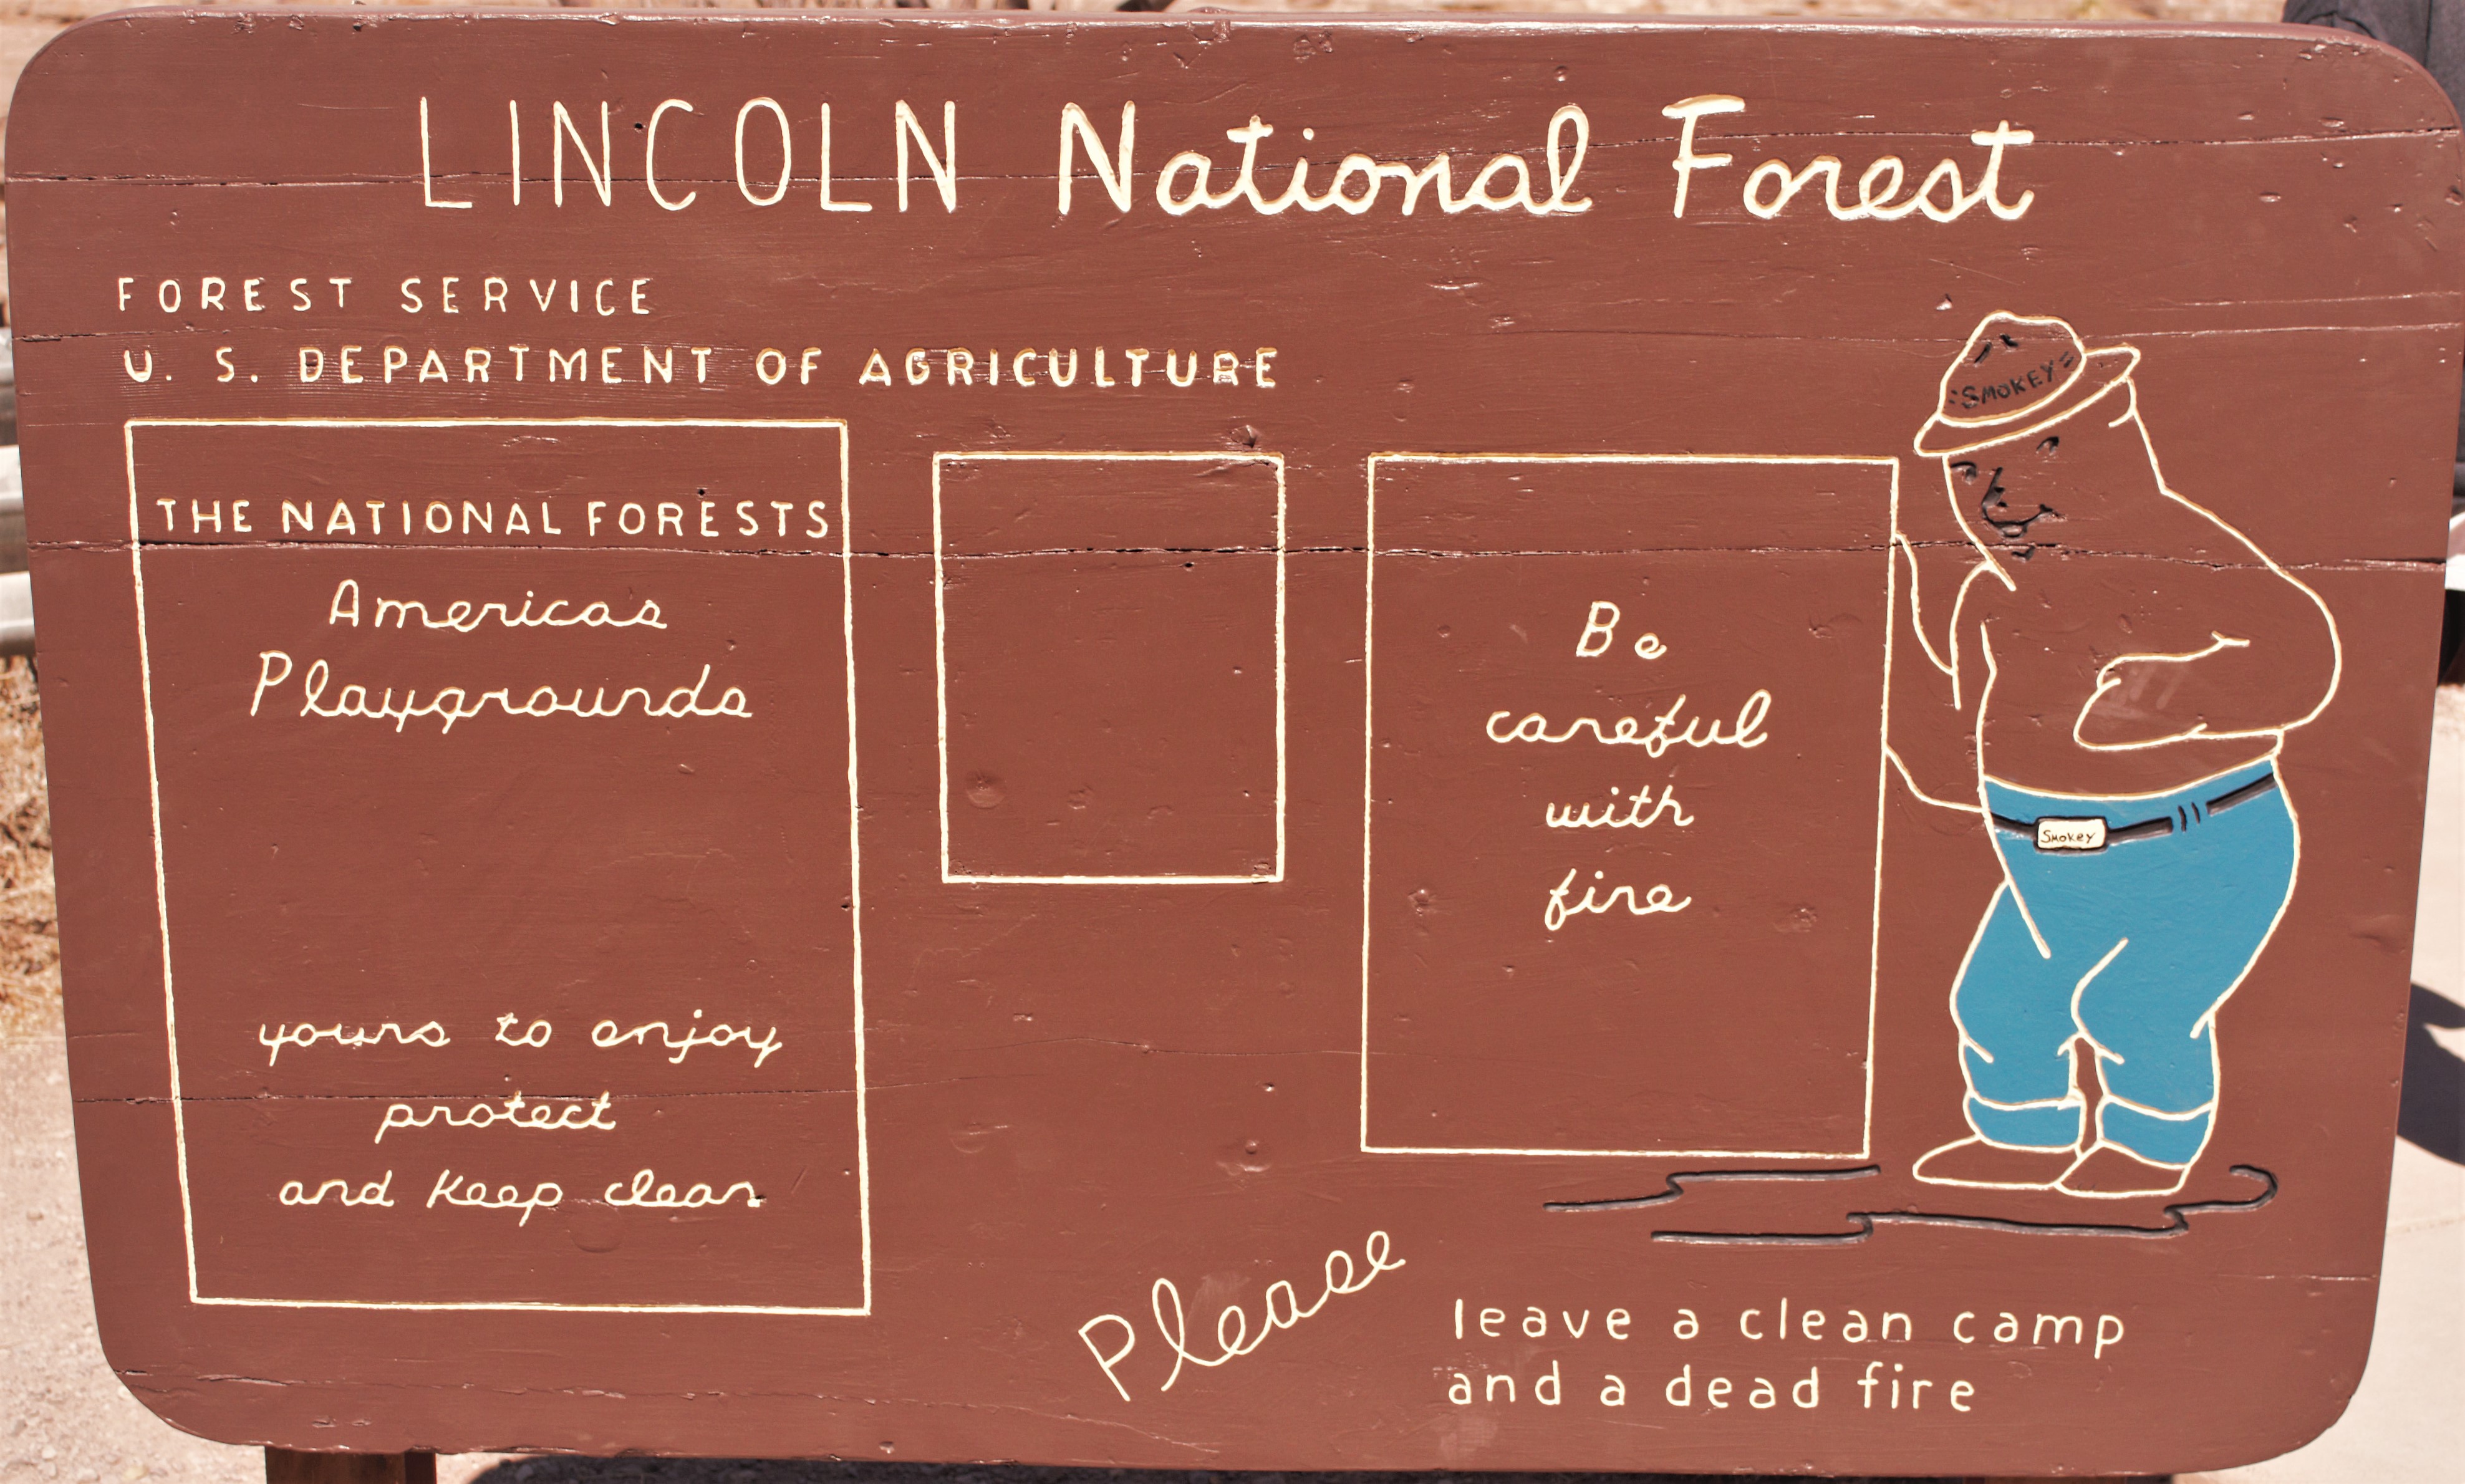 LINCOLN National Forest
FOREST SERVICE
U. S. DEPARTMENT OF AGRICULTURE
THE NATIONAL FORESTS
Americas
Playgrounds
yours to enjoy
protect
and keep clean
Be
careful
with
fire
SMOKEY
Smokey
Please
leave a clean camp
and a dead fire